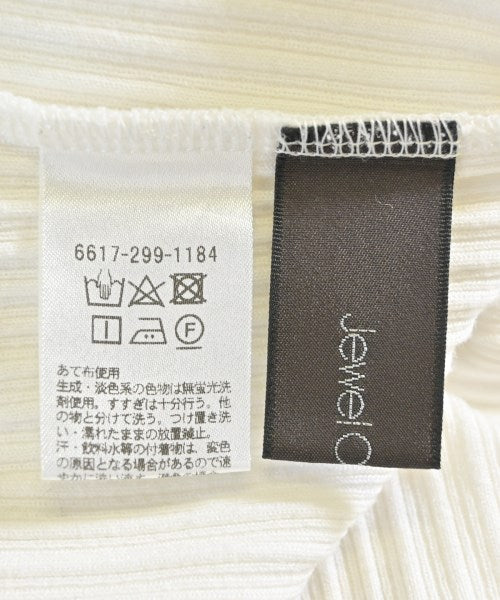 6617-299-1184
F
あて布使用
生成・淡色系の色物は無蛍光洗
剤使用。すすぎは十分行う。他
の物と分けて洗う。つけ置き洗
い・濡れたままの放置厳止。
汗・飲料水等の付着物は、変色
の原因となる場合があるので速
Jewel